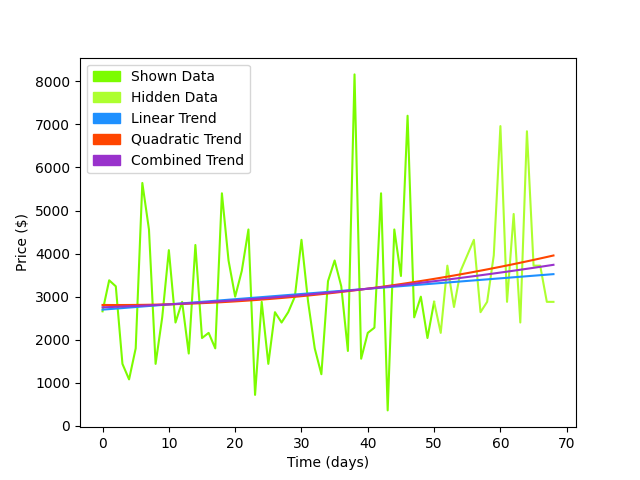 Shown Data
Hidden Data
Linear Trend
Quadratic Trend
Combined Trend
8000
7000
6000
5000
4000
3000
2000
1000
0
Price ($)
0 10 20 30 40 50 60 70
Time (days)